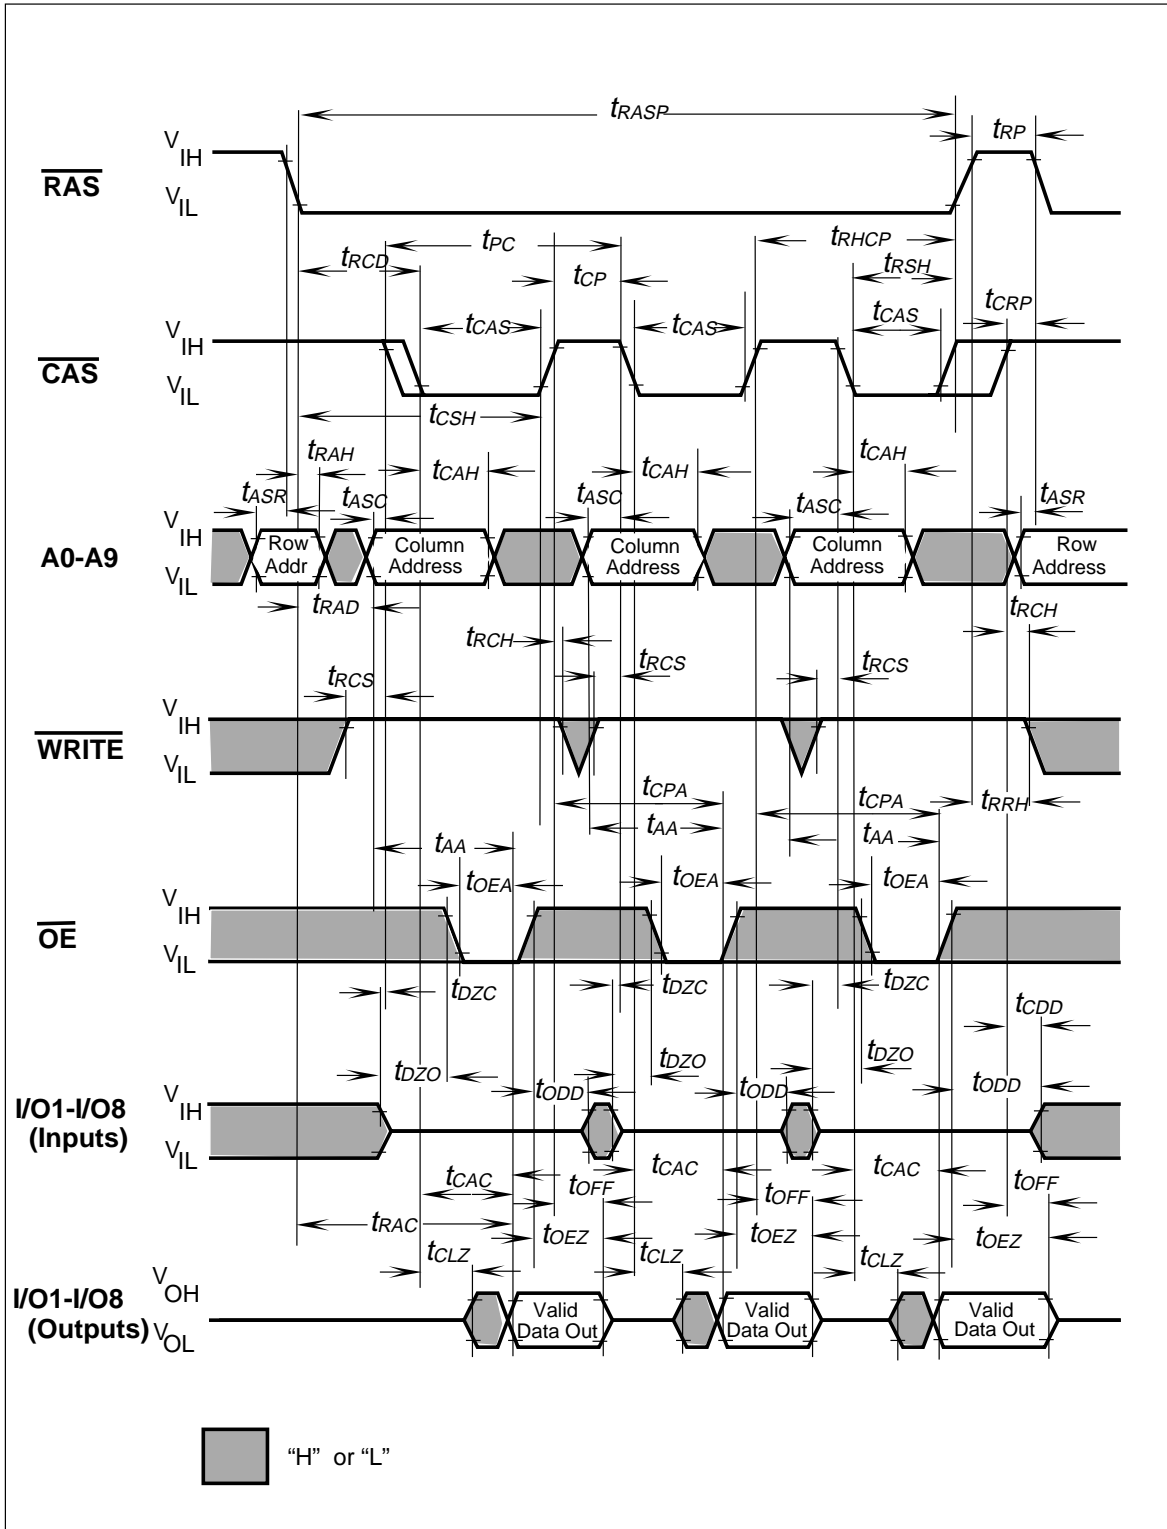 tRASP
tRP
VIH
RAS
VIL
tPC
tRHCP
tRCD
tRSH
tCP
tCRP
tCAS
tCAS
tCAS
VIH
CAS
VIL
tCSH
tRAH
tCAH
tCAH
tCAH
tASR
tASC
tASC
tASC
tASR
VIH
A0-A9
VIL
Row Addr
Column Address
Column Address
Column Address
Row Address
tRAD
tRCH
tRCH
tRCS
tRCS
tRCS
VIH
WRITE
VIL
tCPA
tCPA
tRRH
tAA
tAA
tAA
tOEA
tOEA
tOEA
VIH
OE
VIL
tDZC
tDZC
tDZC
tCDD
tDZO
tDZO
tDZO
tODD
tODD
tODD
I/O1-I/O8
(Inputs)
VIH
VIL
tCAC
tCAC
tCAC
tOFF
tOFF
tOFF
tRAC
tOEZ
tOEZ
tOEZ
tCLZ
tCLZ
tCLZ
I/O1-I/O8
(Outputs)
VOH
VOL
Valid Data Out
Valid Data Out
Valid Data Out
“H” or “L”